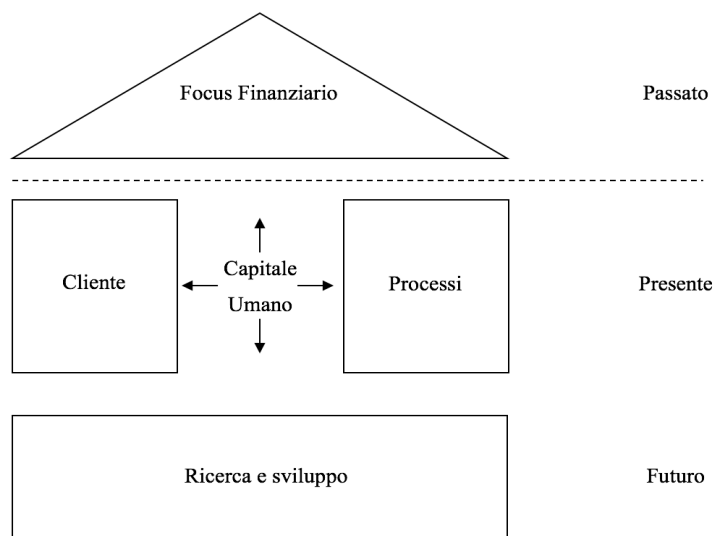 Focus Finanziario
Passato
Cliente
Capitale
Umano
Processi
Presente
Ricerca e sviluppo
Futuro